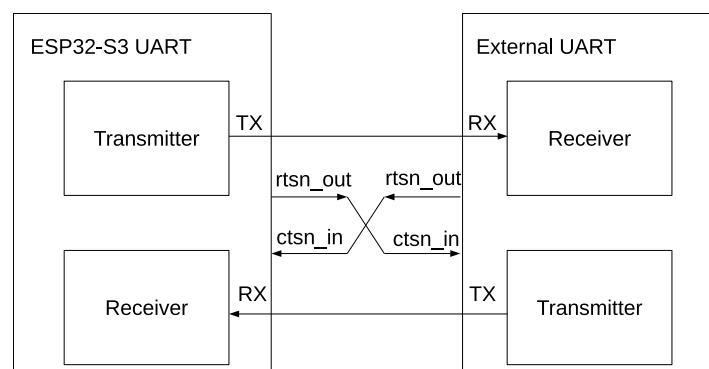 ESP32-S3 UART
External UART
Transmitter
TX
RX
Receiver
rtsn_out
rtsn_out
ctsn_in
ctsn_in
Receiver
RX
TX
Transmitter